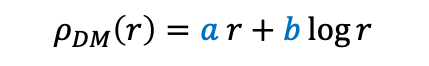 ρ_DM(r) = a r + b log r